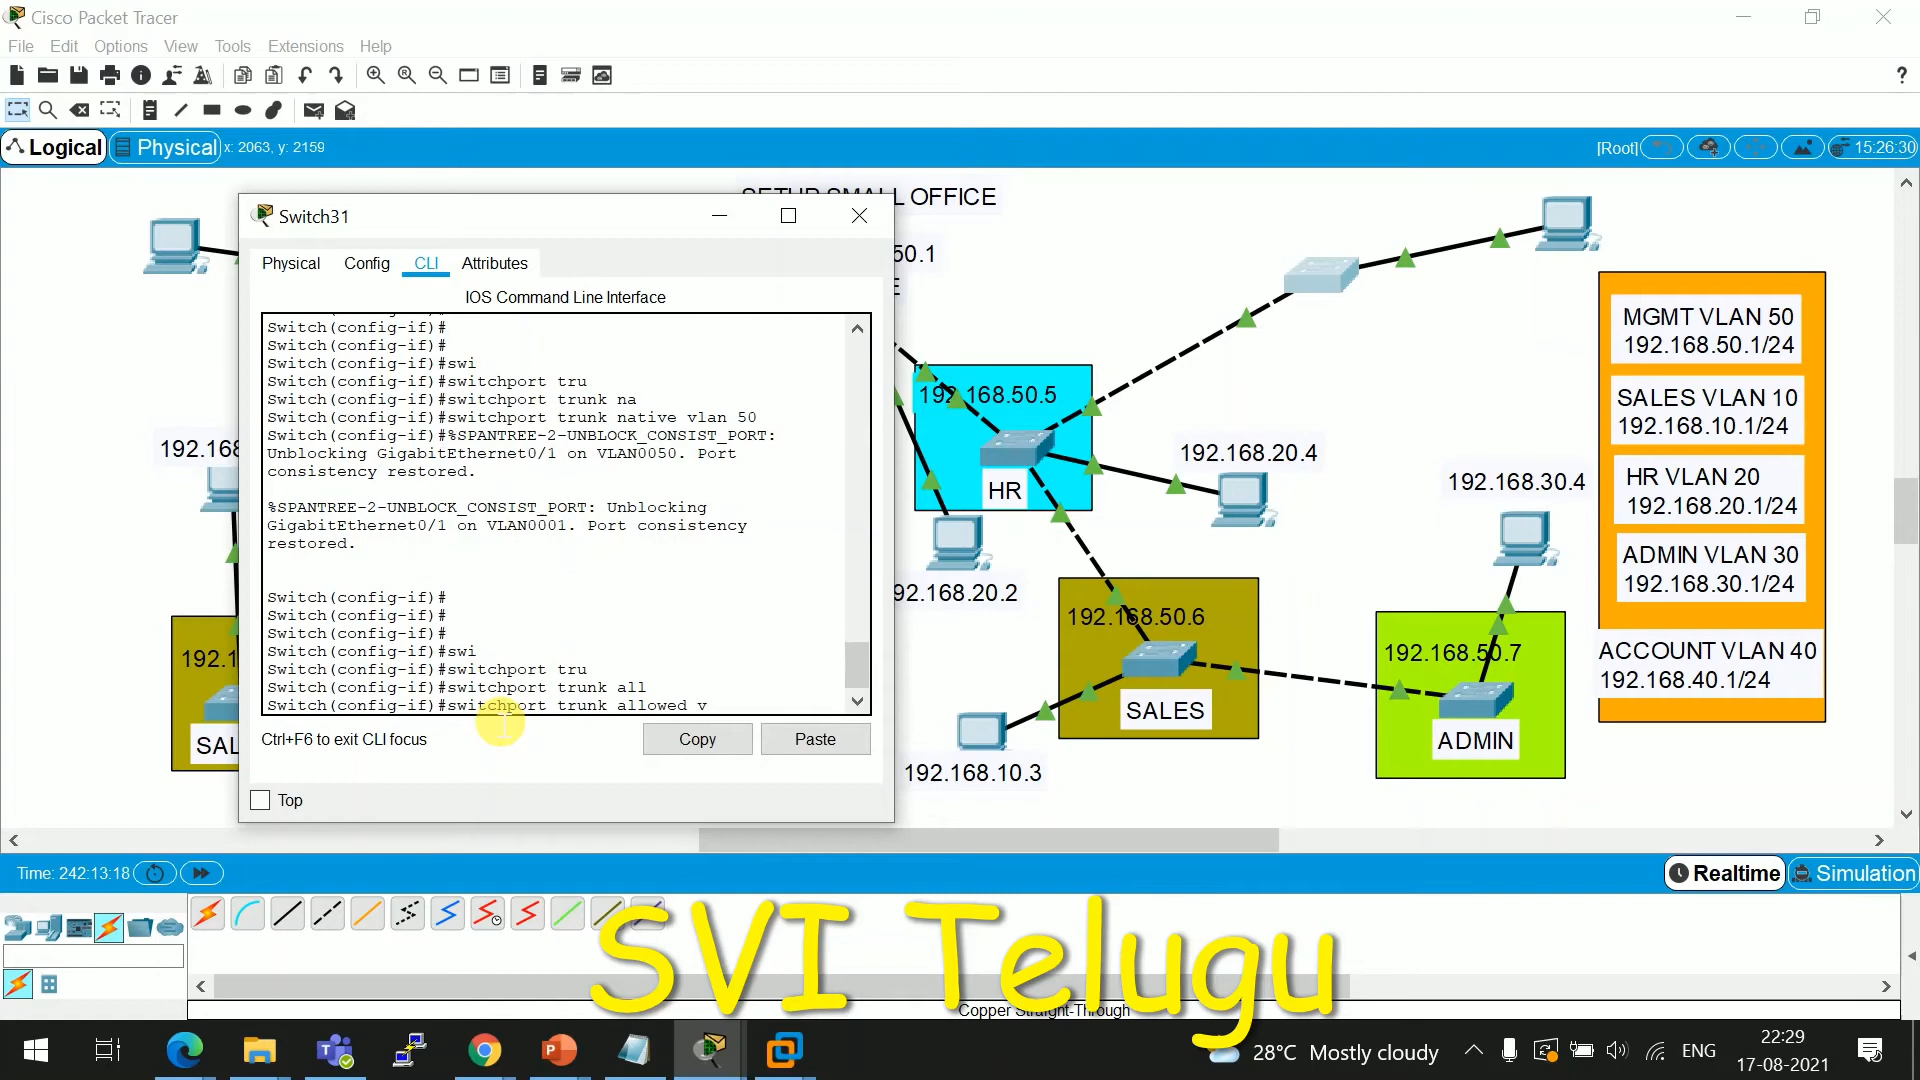 Cisco Packet Tracer
File Edit Options View Tools Extensions Help
?
Logical Physical x: 2063, y: 2159
[Root] 15:26:30
SETUP SMALL OFFICE
Switch31
Physical Config CLI Attributes
IOS Command Line Interface
Switch(config-if)#
Switch(config-if)#
Switch(config-if)#swi
Switch(config-if)#switchport tru
Switch(config-if)#switchport trunk na
Switch(config-if)#switchport trunk native vlan 50
Switch(config-if)#%SPANTREE-2-UNBLOCK_CONSIST_PORT:
Unblocking GigabitEthernet0/1 on VLAN0050. Port
consistency restored.
%SPANTREE-2-UNBLOCK_CONSIST_PORT: Unblocking
GigabitEthernet0/1 on VLAN0001. Port consistency
restored.
Switch(config-if)#
Switch(config-if)#
Switch(config-if)#
Switch(config-if)#swi
Switch(config-if)#switchport tru
Switch(config-if)#switchport trunk all
Switch(config-if)#switchport trunk allowed v
Ctrl+F6 to exit CLI focus
Copy
Paste
Top
50.1
E
192.168
192.1
SAL
192.168.50.5
HR
192.168.20.4
92.168.20.2
192.168.30.4
192.168.50.6
SALES
192.168.10.3
192.168.50.7
ADMIN
MGMT VLAN 50
192.168.50.1/24
SALES VLAN 10
192.168.10.1/24
HR VLAN 20
192.168.20.1/24
ADMIN VLAN 30
192.168.30.1/24
ACCOUNT VLAN 40
192.168.40.1/24
Time: 242:13:18
Realtime Simulation
SVI Telugu
Copper Straight-Through
28°C Mostly cloudy
ENG
22:29
17-08-2021